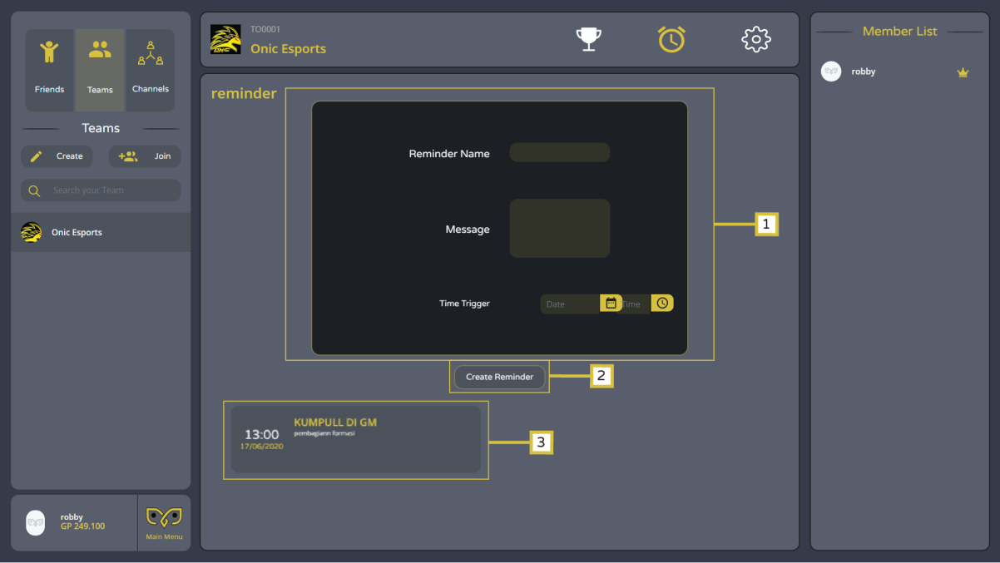 Friends
Teams
Channels
Teams
Create
Join
Search your Team
Onic Esports
robby
GP 249.100
Main Menu
TO0001
Onic Esports
reminder
Reminder Name
Message
Time Trigger
Date
Time
1
Create Reminder
2
13:00
17/06/2020
KUMPULL DI GM
pembagiann formasi
3
Member List
robby